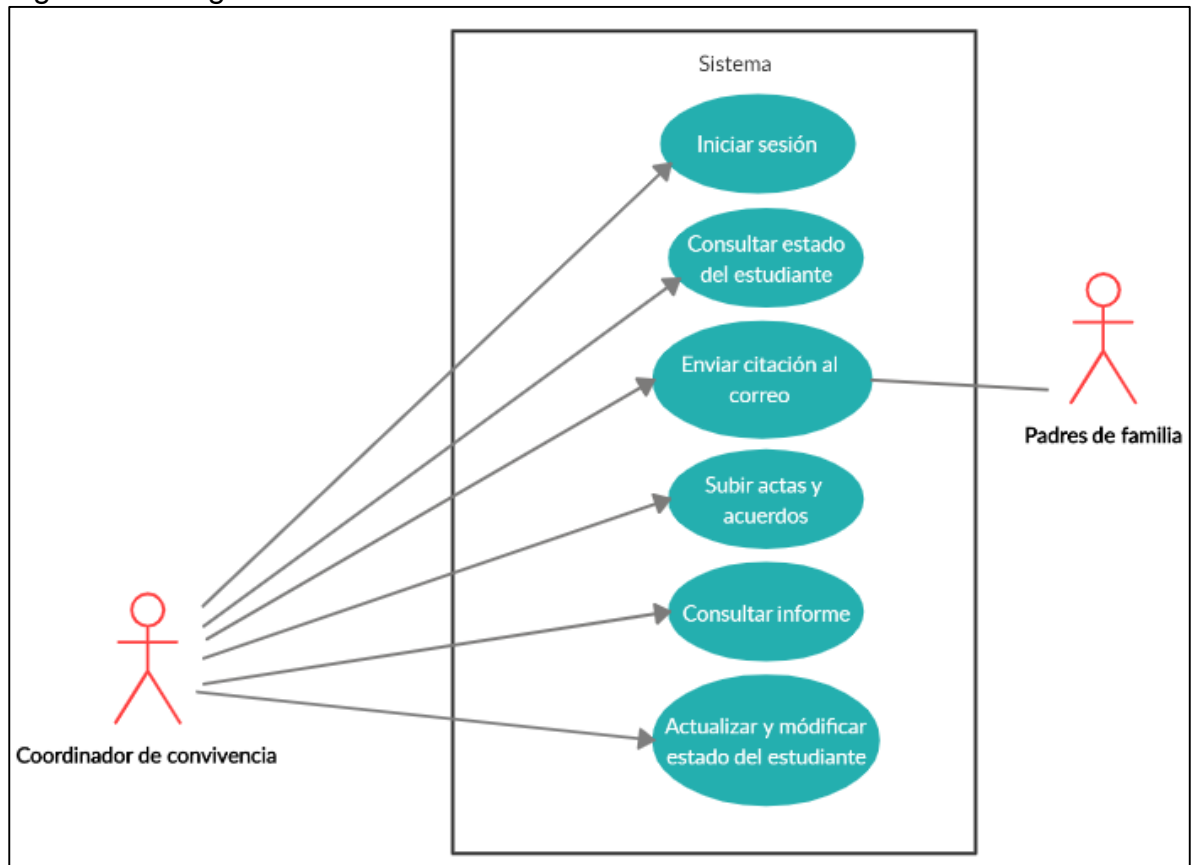 Sistema
Iniciar sesión
Consultar estado
del estudiante
Enviar citación al
correo
Padres de familia
Subir actas y
acuerdos
Consultar informe
Actualizar y módificar
estado del estudiante
Coordinador de convivencia